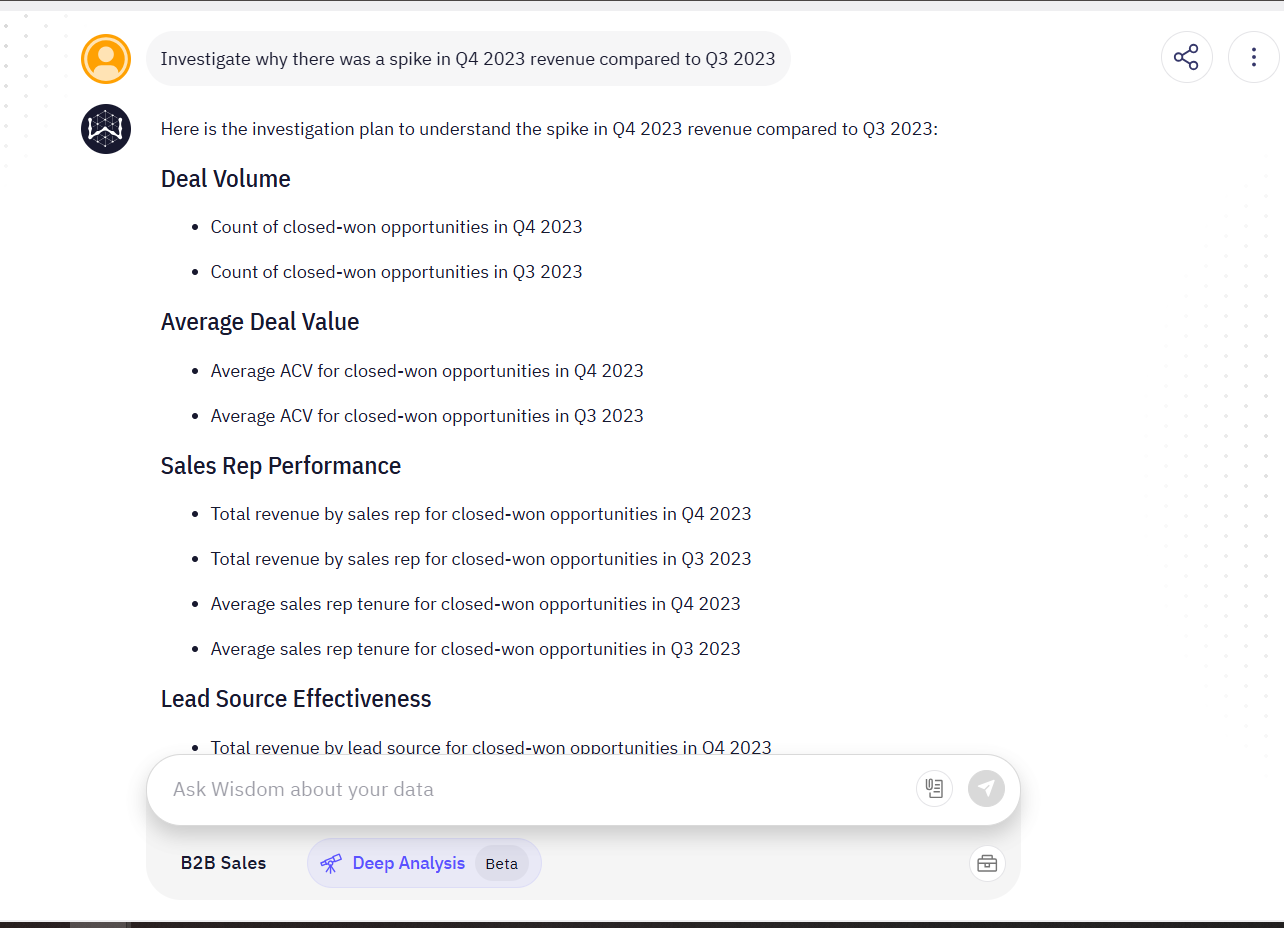 Investigate why there was a spike in Q4 2023 revenue compared to Q3 2023
Here is the investigation plan to understand the spike in Q4 2023 revenue compared to Q3 2023:
Deal Volume
• Count of closed-won opportunities in Q4 2023
• Count of closed-won opportunities in Q3 2023
Average Deal Value
• Average ACV for closed-won opportunities in Q4 2023
• Average ACV for closed-won opportunities in Q3 2023
Sales Rep Performance
• Total revenue by sales rep for closed-won opportunities in Q4 2023
• Total revenue by sales rep for closed-won opportunities in Q3 2023
• Average sales rep tenure for closed-won opportunities in Q4 2023
• Average sales rep tenure for closed-won opportunities in Q3 2023
Lead Source Effectiveness
• Total revenue by lead source for closed-won opportunities in Q4 2023
Ask Wisdom about your data
B2B Sales
Deep Analysis Beta